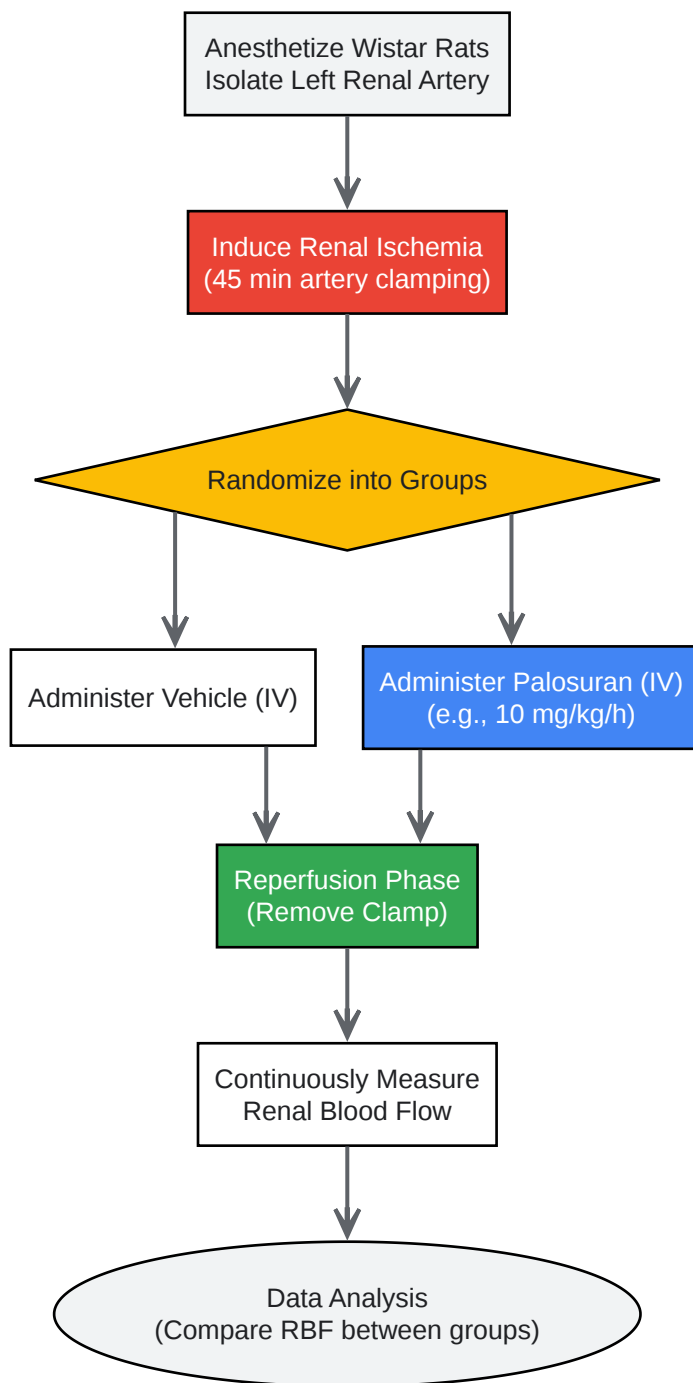 Anesthetize Wistar Rats
Isolate Left Renal Artery
Induce Renal Ischemia
(45 min artery clamping)
Randomize into Groups
Administer Vehicle (IV)
Administer Palosuran (IV)
(e.g., 10 mg/kg/h)
Reperfusion Phase
(Remove Clamp)
Continuously Measure
Renal Blood Flow
Data Analysis
(Compare RBF between groups)